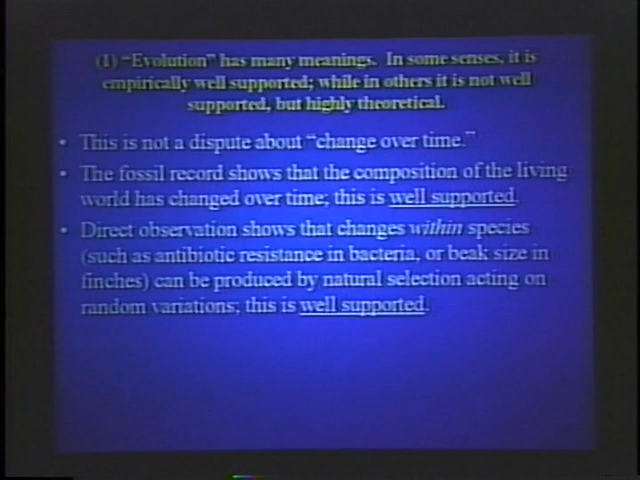 (1) "Evolution" has many meanings. In some senses, it is
empirically well supported; while in others it is not well
supported, but highly theoretical.
• This is not a dispute about "change over time."
• The fossil record shows that the composition of the living
world has changed over time; this is well supported.
• Direct observation shows that changes within species
(such as antibiotic resistance in bacteria, or beak size in
finches) can be produced by natural selection acting on
random variations; this is well supported.